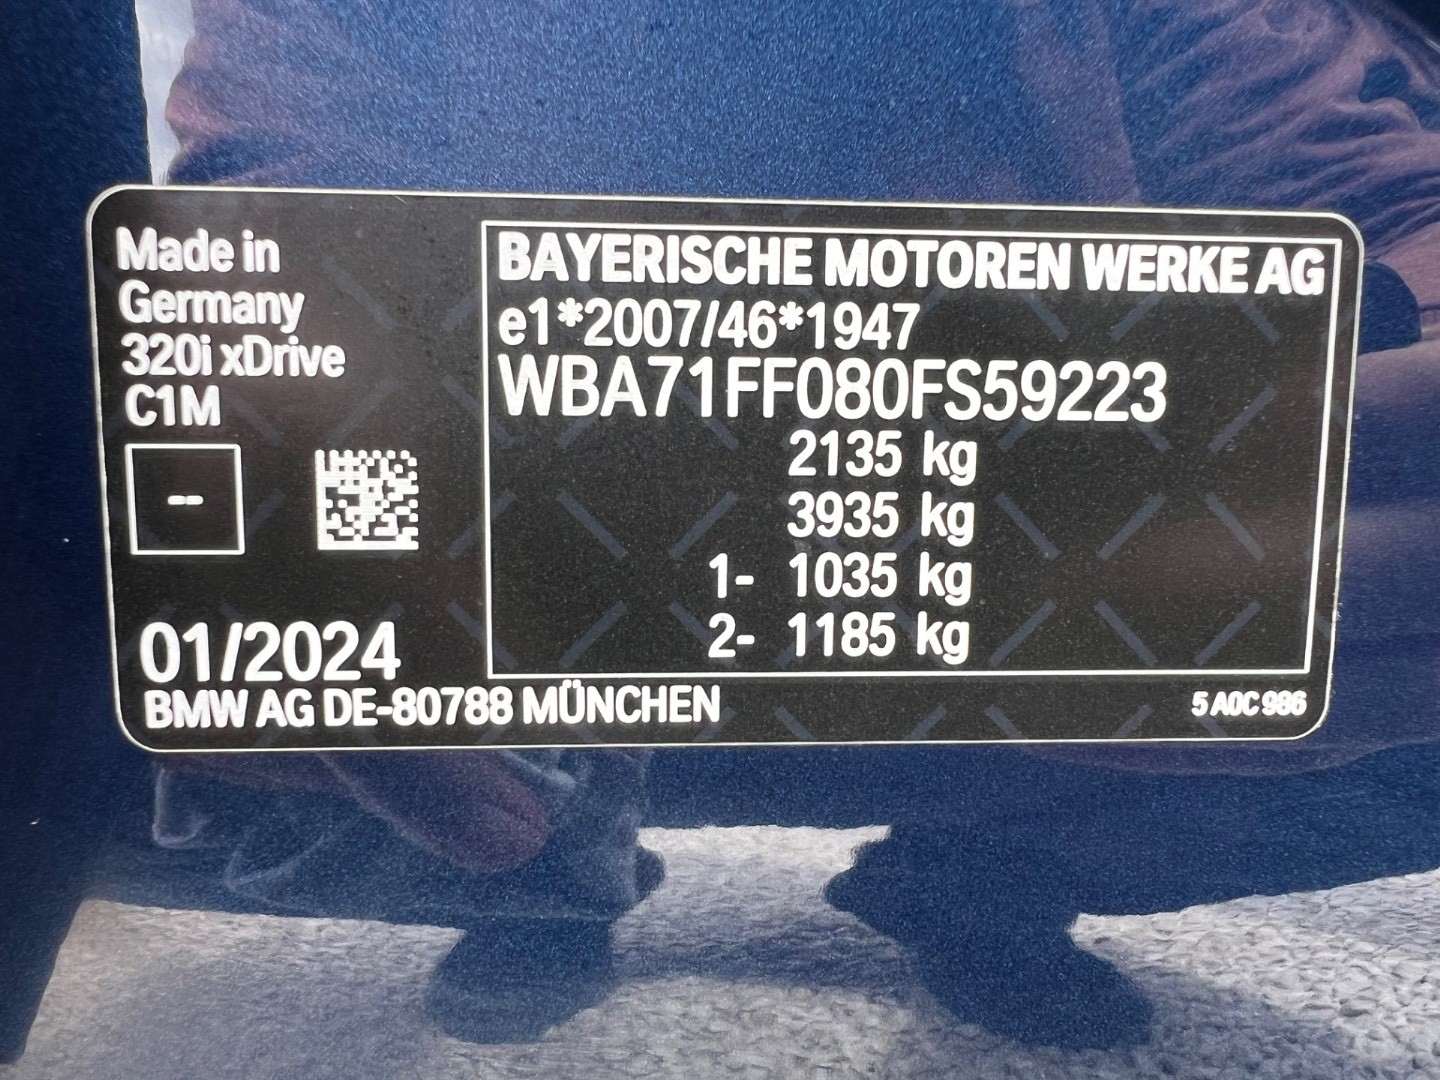 Made in
Germany
320i xDrive
C1M
--
01/2024
BMW AG DE-80788 MÜNCHEN
BAYERISCHE MOTOREN WERKE AG
e1*2007/46*1947
WBA71FF080FS59223
2135 kg
3935 kg
1- 1035 kg
2- 1185 kg
5 A0C 986